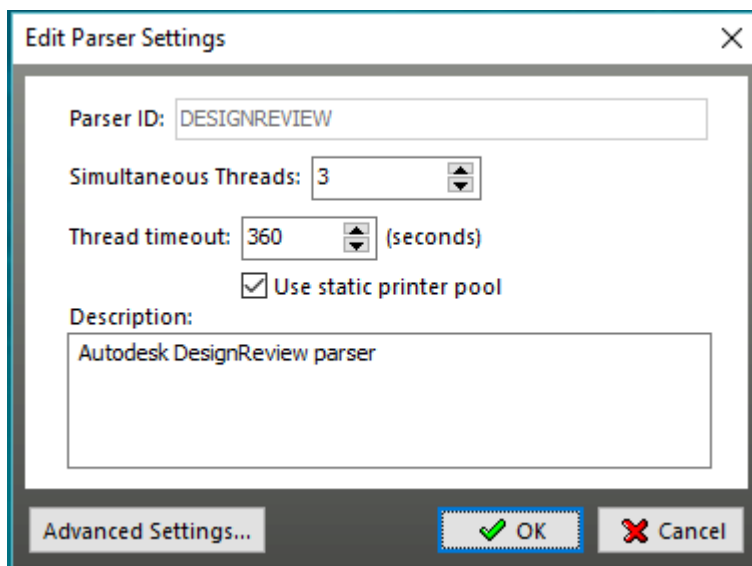 Edit Parser Settings
Parser ID: DESIGNREVIEW
Simultaneous Threads: 3
Thread timeout: 360 (seconds)
Use static printer pool
Description:
Autodesk DesignReview parser
Advanced Settings... OK Cancel